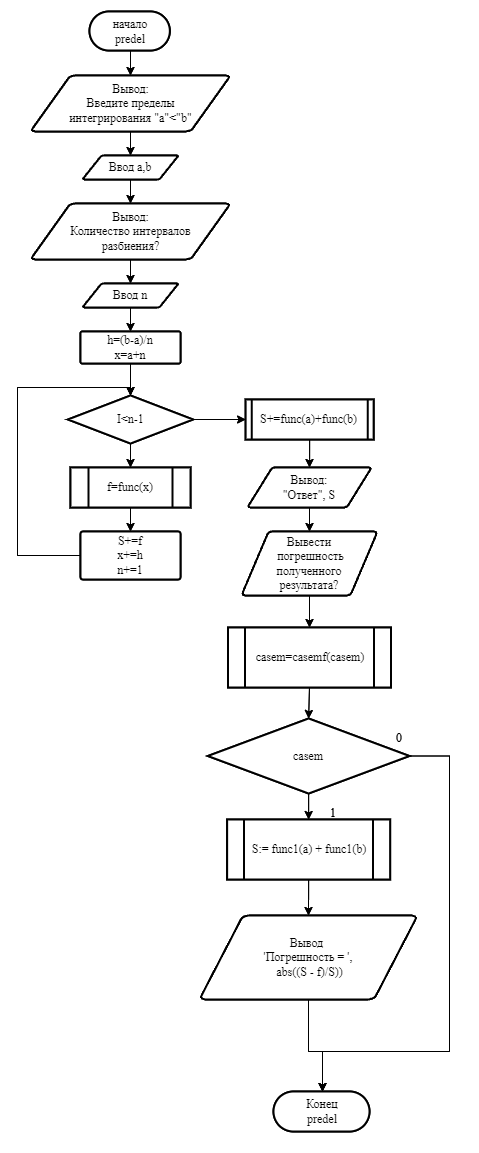 начало
predel
Вывод:
Введите пределы
интегрирования "a"<"b"
Ввод a,b
Вывод:
Количество интервалов
разбиения?
Ввод n
h=(b-a)/n
x=a+n
I<n-1
f=func(x)
S+=f
x+=h
n+=1
S+=func(a)+func(b)
Вывод:
"Ответ", S
Вывести
погрешность
полученного
результата?
casem=casemf(casem)
casem
0
1
S:= func1(a) + func1(b)
Вывод
'Погрешность = ',
abs((S - f)/S))
Конец
predel